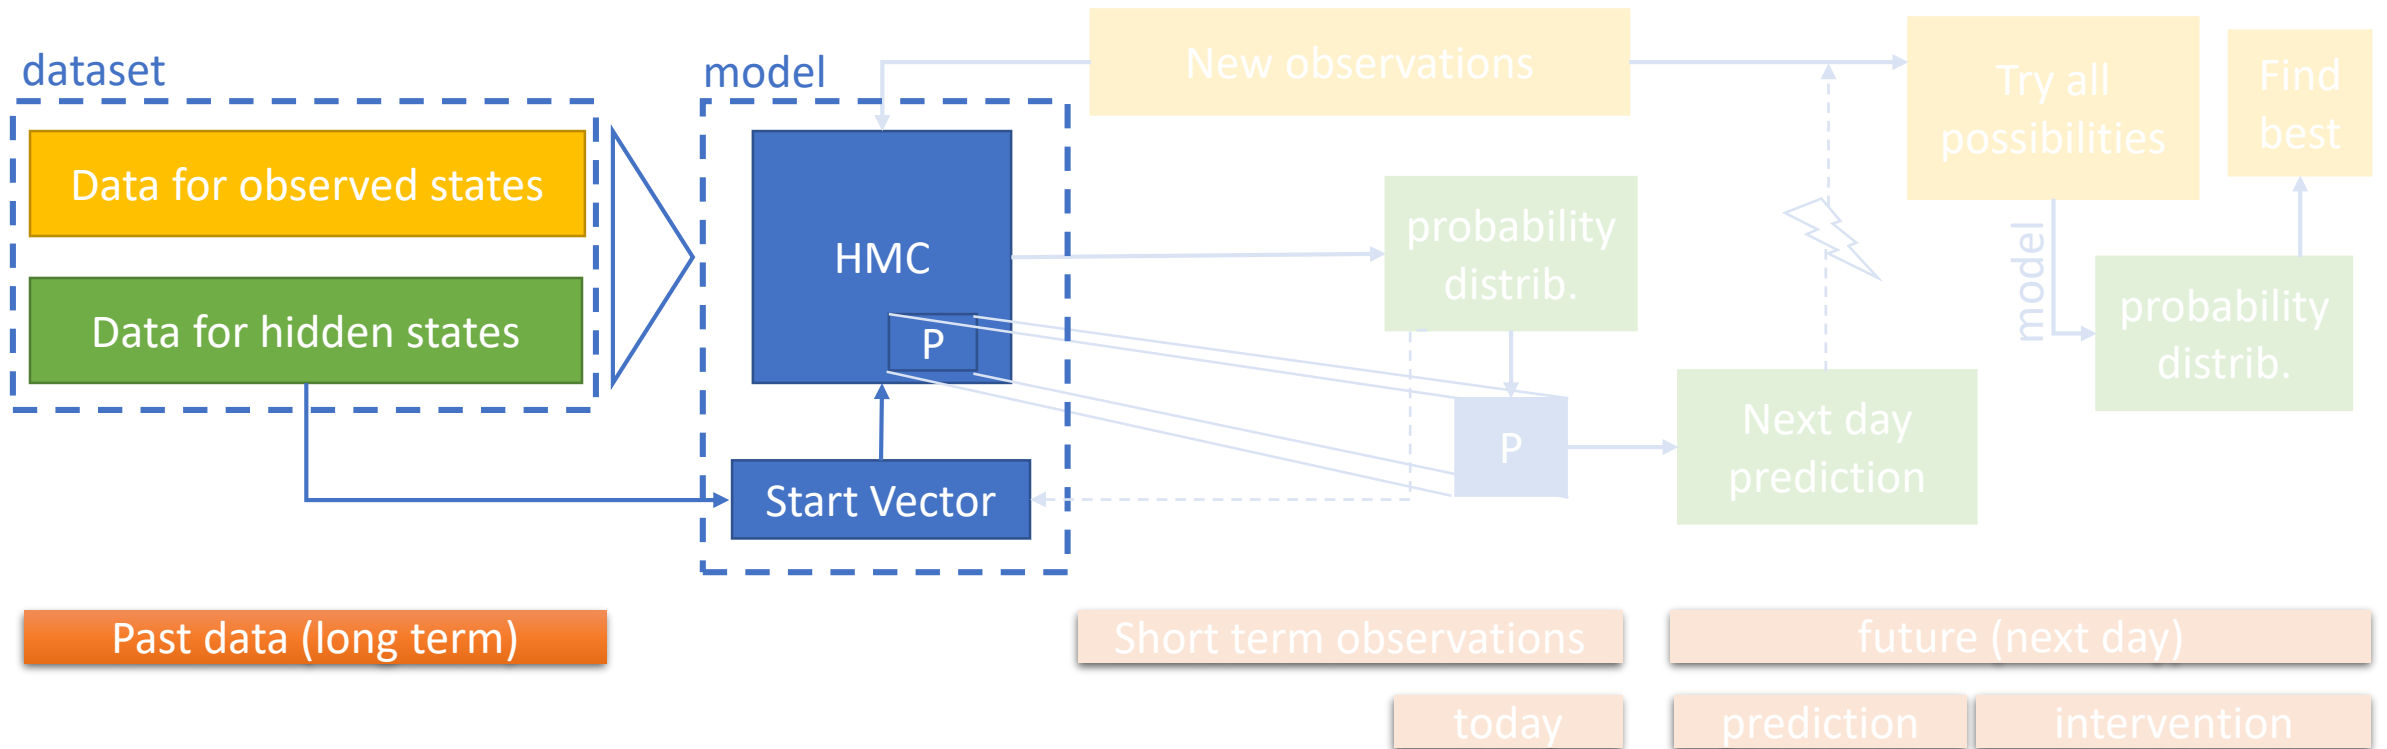 dataset
Data for observed states
Data for hidden states
model
HMC
P
Start Vector
New observations
probability
distrib.
P
Next day
prediction
Try all
possibilities
model
probability
distrib.
Find
best
Past data (long term)
Short term observations
future (next day)
today
prediction
intervention